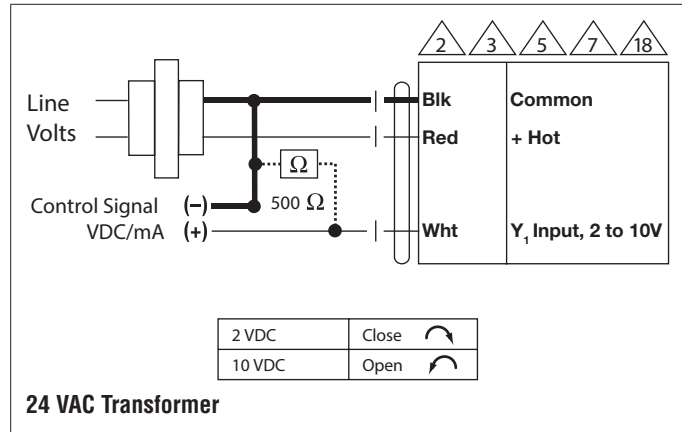 2 3 5 7 18
Line
Volts
Blk Common
Red + Hot
Ω
Control Signal (–) 500 Ω
VDC/mA (+)
Wht Y1 Input, 2 to 10V
2 VDC Close
10 VDC Open
24 VAC Transformer